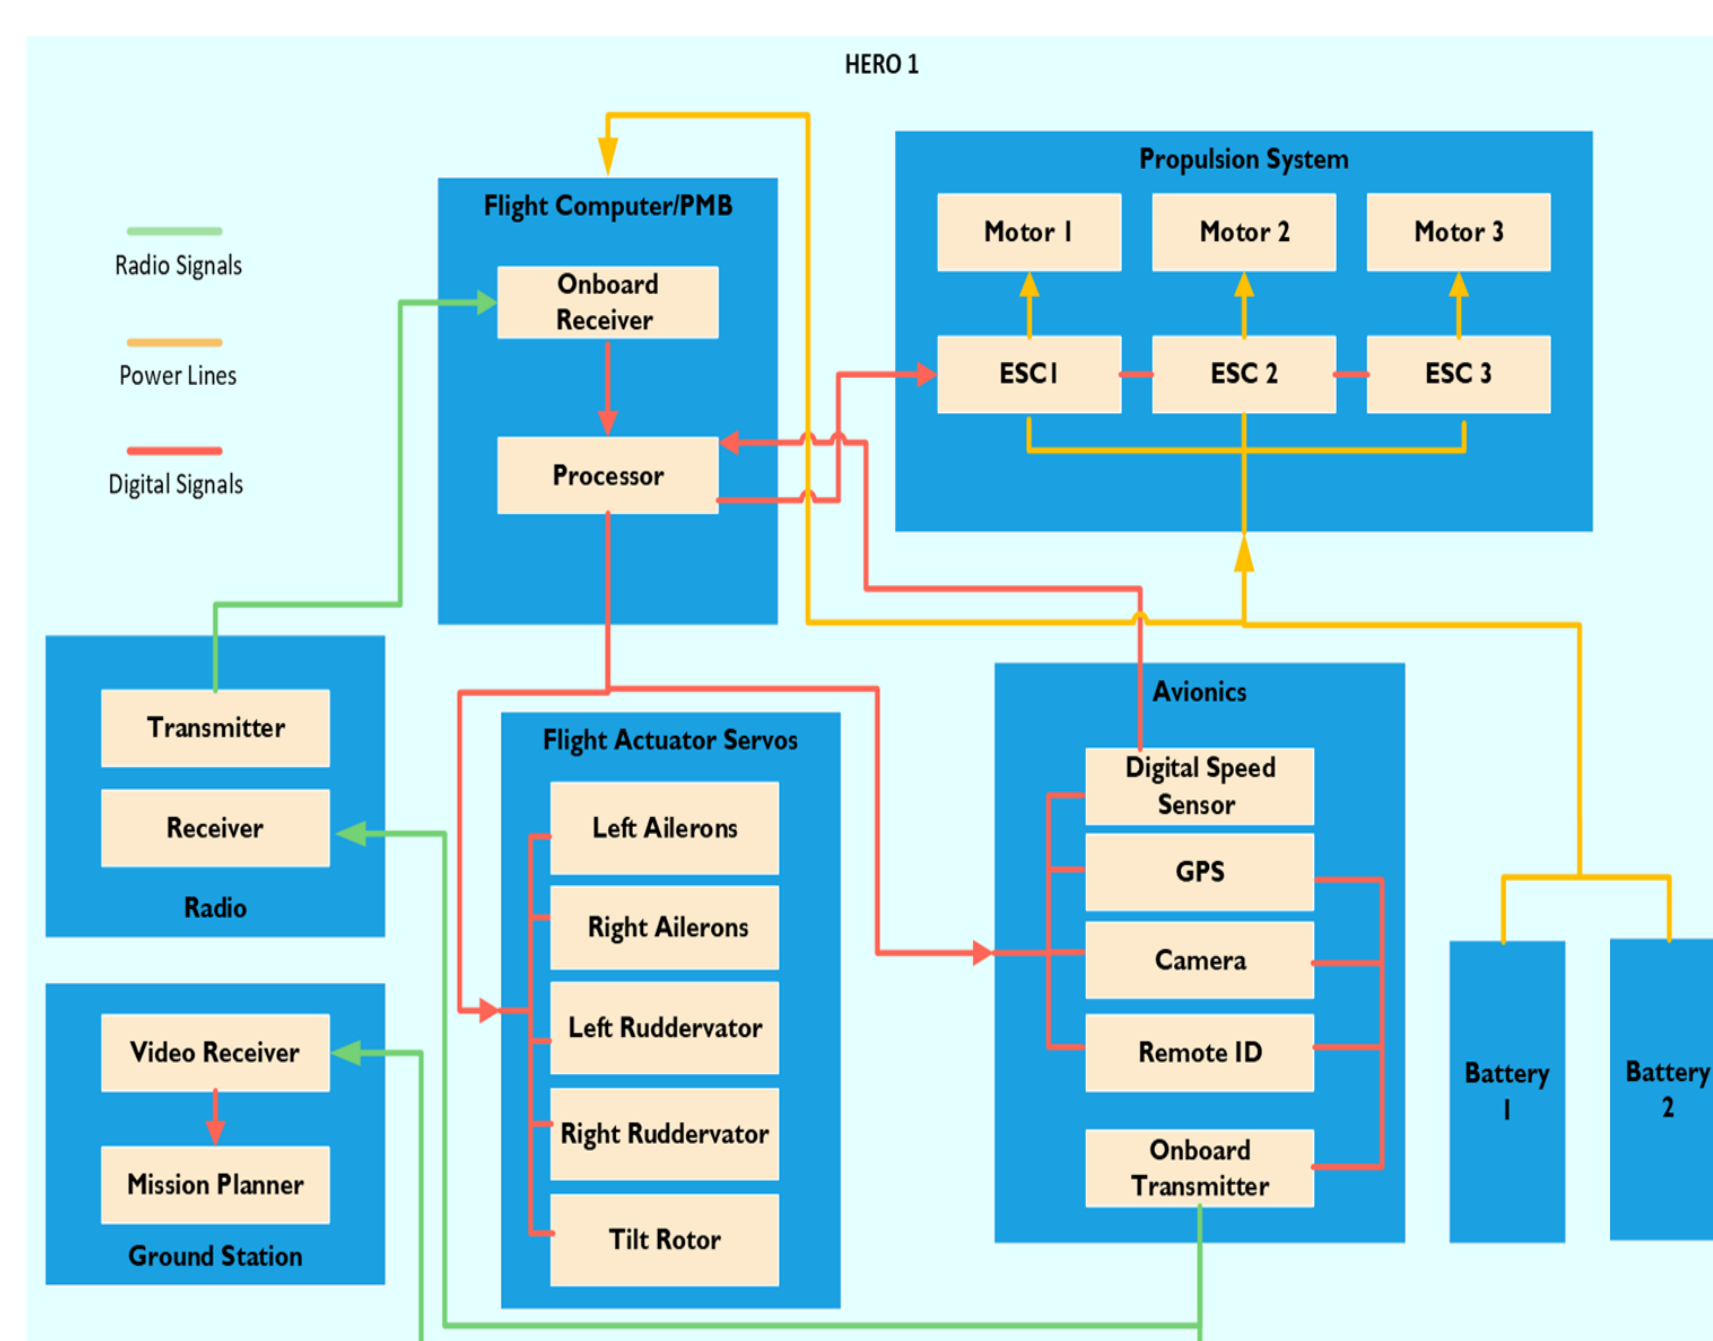 HERO 1
Radio Signals
Power Lines
Digital Signals
Flight Computer/PMB
Onboard
Receiver
Processor
Propulsion System
Motor 1
Motor 2
Motor 3
ESC1
ESC 2
ESC 3
Transmitter
Receiver
Radio
Video Receiver
Mission Planner
Ground Station
Flight Actuator Servos
Left Ailerons
Right Ailerons
Left Ruddervator
Right Ruddervator
Tilt Rotor
Avionics
Digital Speed
Sensor
GPS
Camera
Remote ID
Onboard
Transmitter
Battery
1
Battery
2